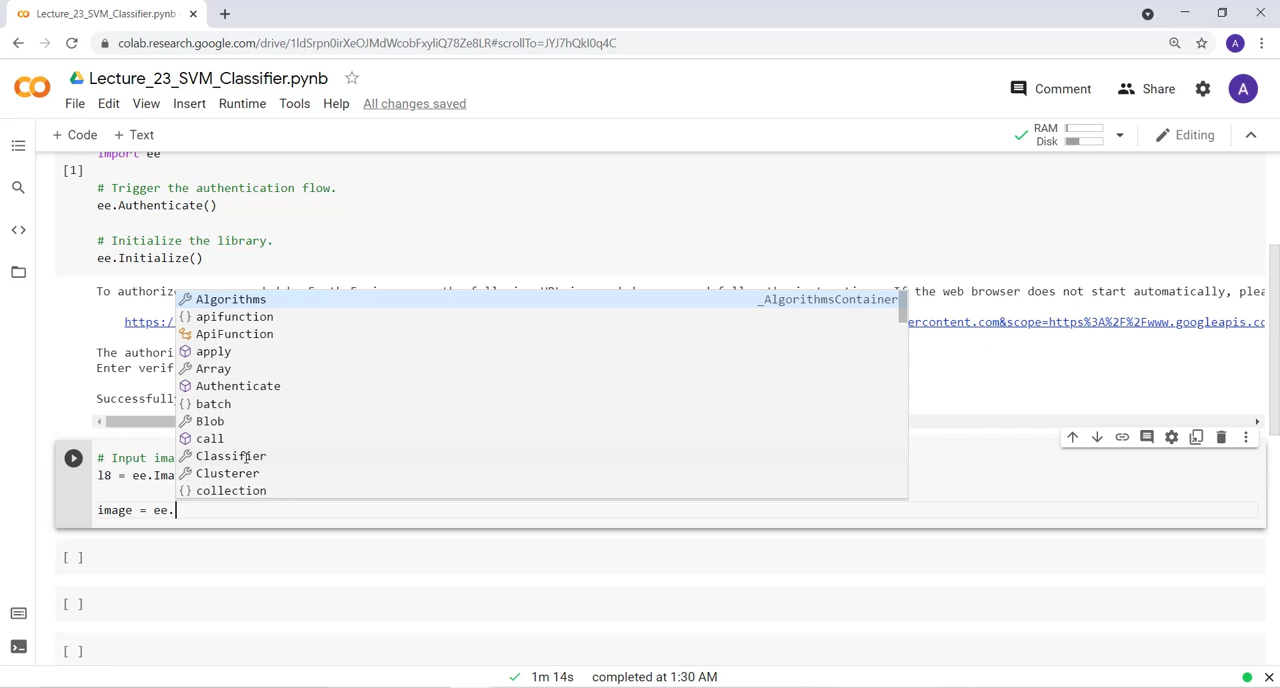 Lecture_23_SVM_Classifier.pynb
colab.research.google.com/drive/1ldSrpn0irXeOJMdWcobFxyliQ78Ze8LR#scrollTo=JYJ7hQkI0q4C
A
Lecture_23_SVM_Classifier.pynb
File Edit View Insert Runtime Tools Help All changes saved
Comment Share A
+ Code + Text
RAM
Disk
Editing
import ee
[1]
# Trigger the authentication flow.
ee.Authenticate()
# Initialize the library.
ee.Initialize()
To authoriz
the web browser does not start automatically, plea
https:/
ercontent.com&scope=https%3A%2F%2Fwww.googleapis.co
The authori
Enter verif
Successfull
Algorithms _AlgorithmsContainer
apifunction
ApiFunction
apply
Array
Authenticate
batch
Blob
call
Classifier
Clusterer
collection
# Input ima
l8 = ee.Ima
image = ee.
[ ]
[ ]
[ ]
1m 14s completed at 1:30 AM